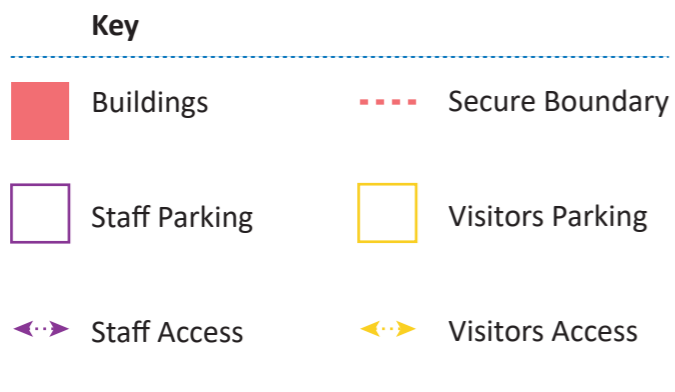 Key
Buildings
Secure Boundary
Staff Parking
Visitors Parking
Staff Access
Visitors Access